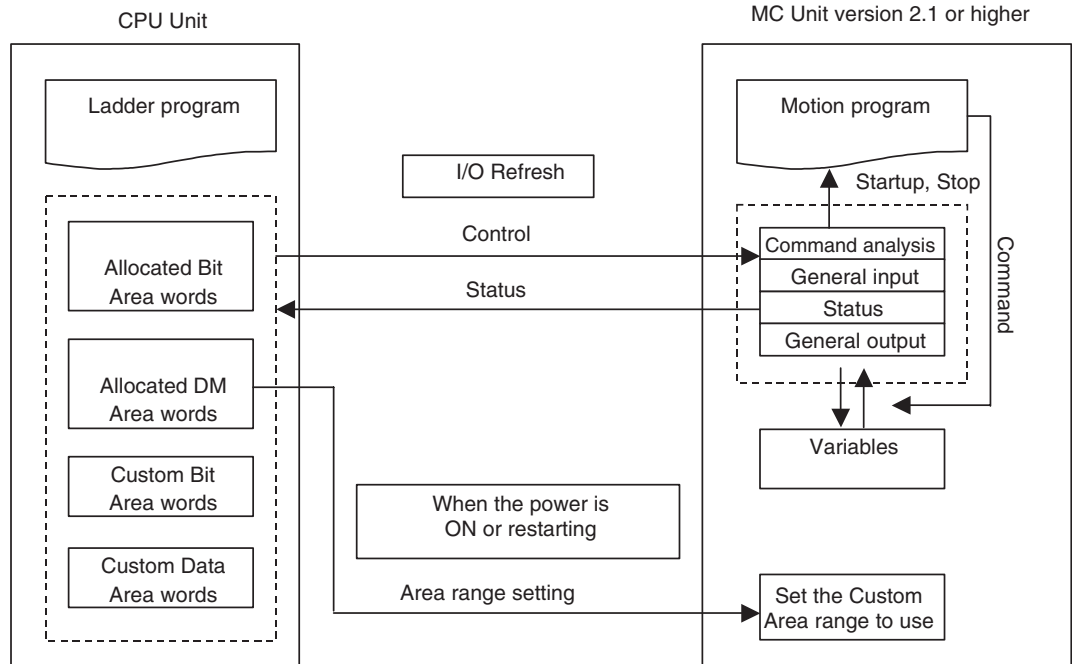 CPU Unit
MC Unit version 2.1 or higher
Ladder program
Motion program
I/O Refresh
Startup, Stop
Control
Command analysis
General input
Status
General output
Command
Allocated Bit
Area words
Status
Allocated DM
Area words
Variables
Custom Bit
Area words
When the power is
ON or restarting
Custom Data
Area words
Area range setting
Set the Custom
Area range to use